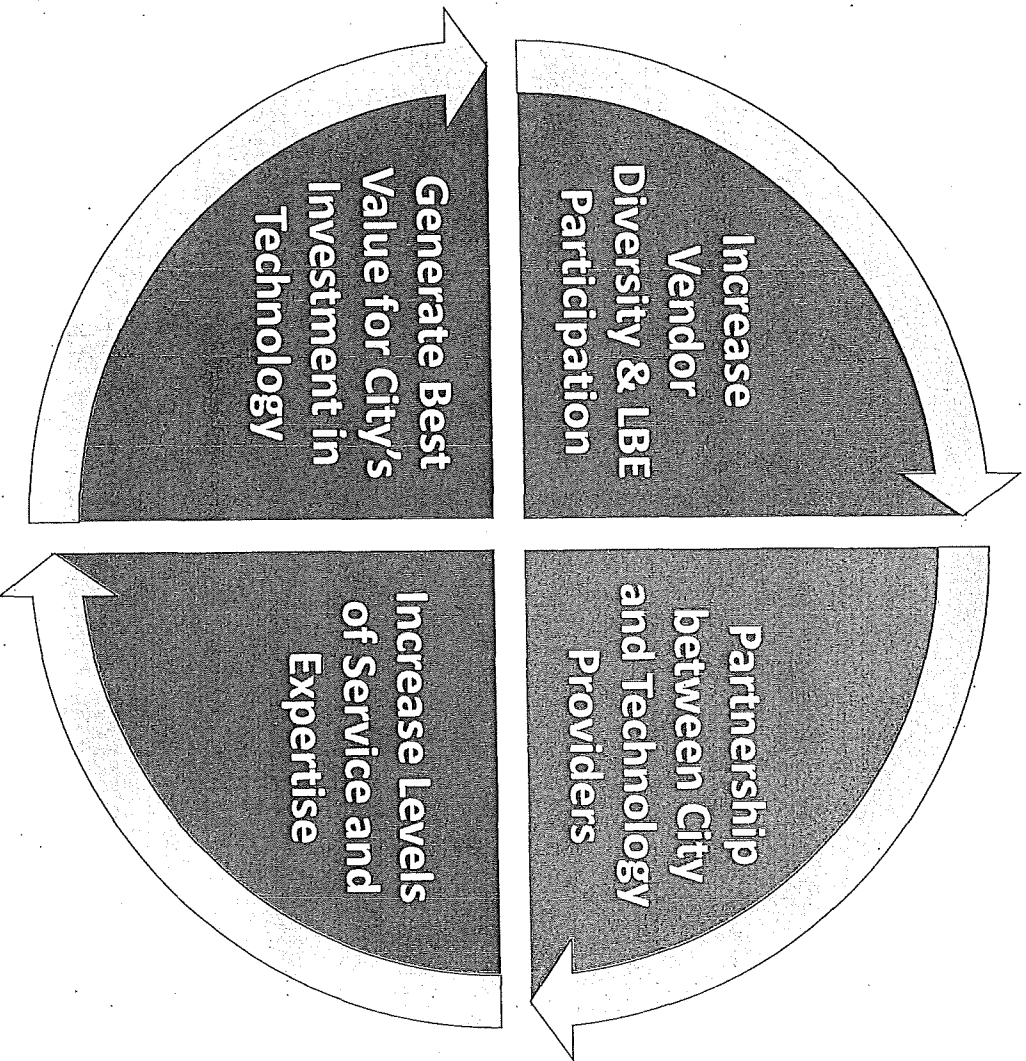 Increase
Vendor
Diversity & LBE
Participation
Partnership
between City
and Technology
Providers
Generate Best
Value for City's
Investment in
Technology
Increase Levels
of Service and
Expertise